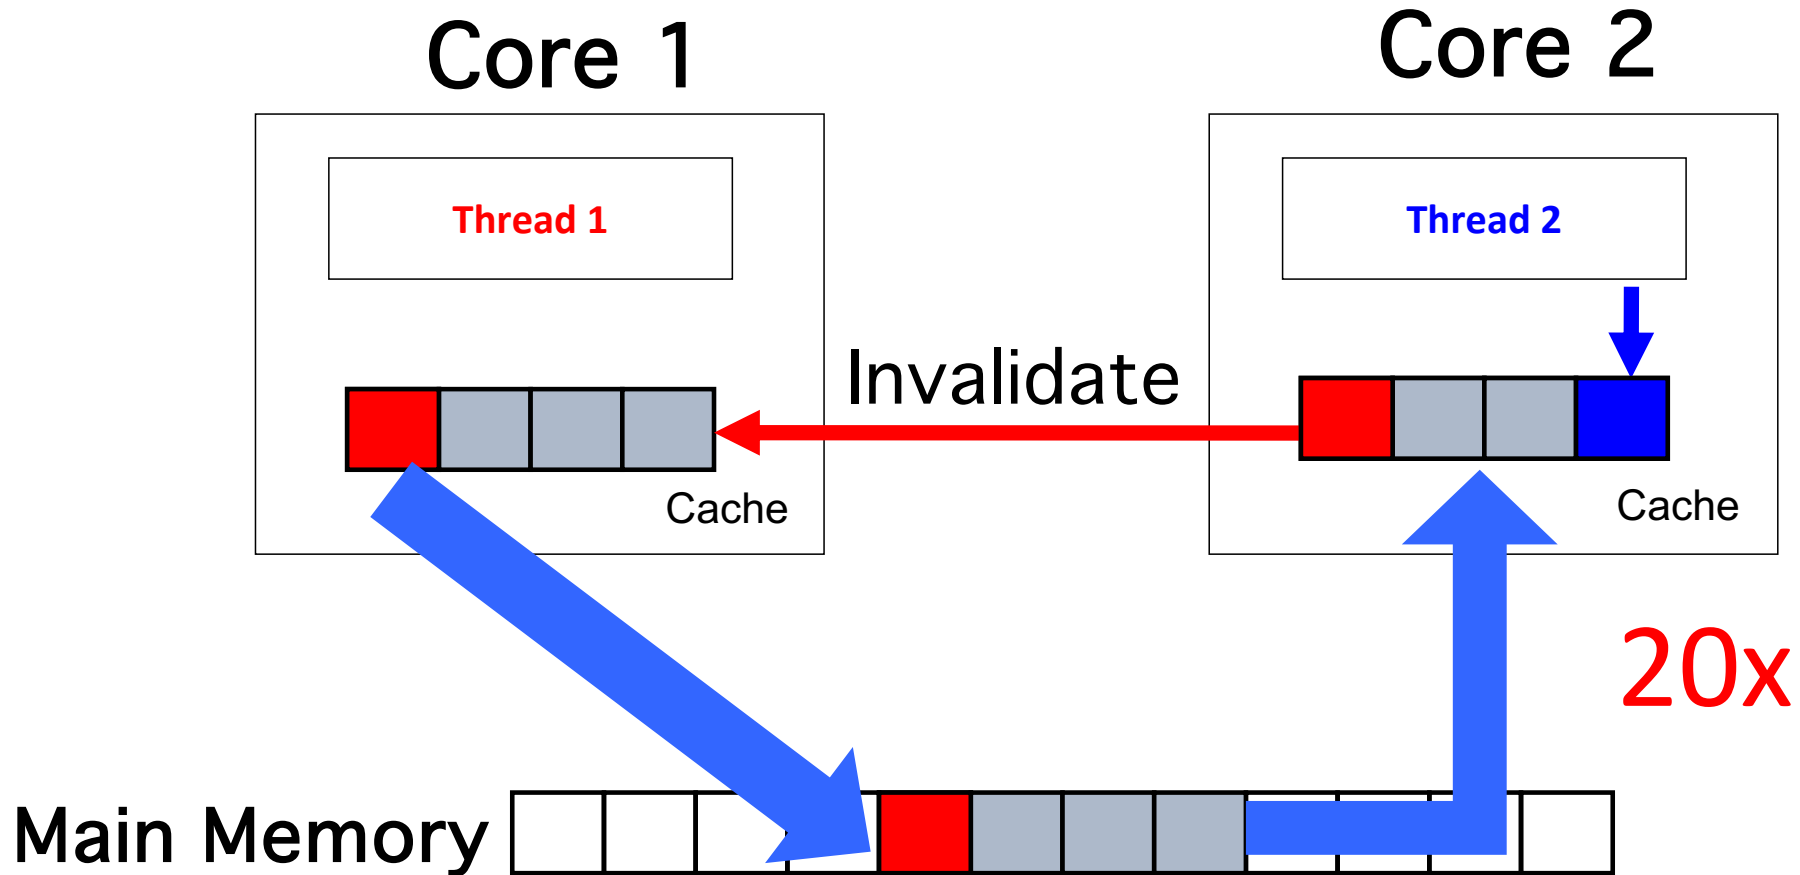 Core 1
Core 2
Thread 1
Thread 2
Invalidate
Cache
Cache
20x
Main Memory